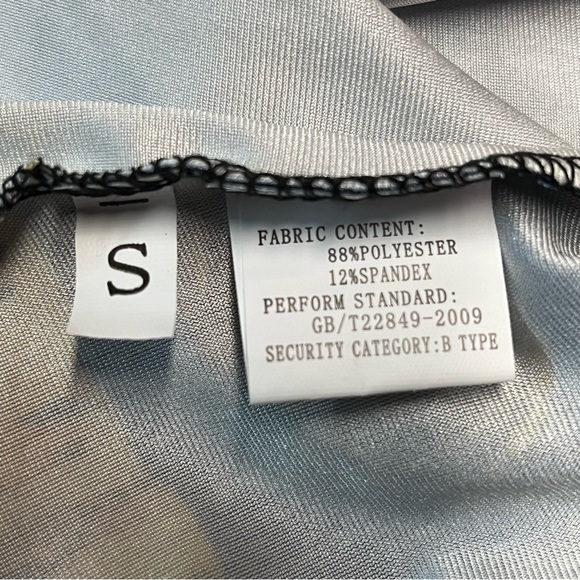 S
FABRIC CONTENT:
88%POLYESTER
12%SPANDEX
PERFORM STANDARD:
GB/T22849-2009
SECURITY CATEGORY:B TYPE